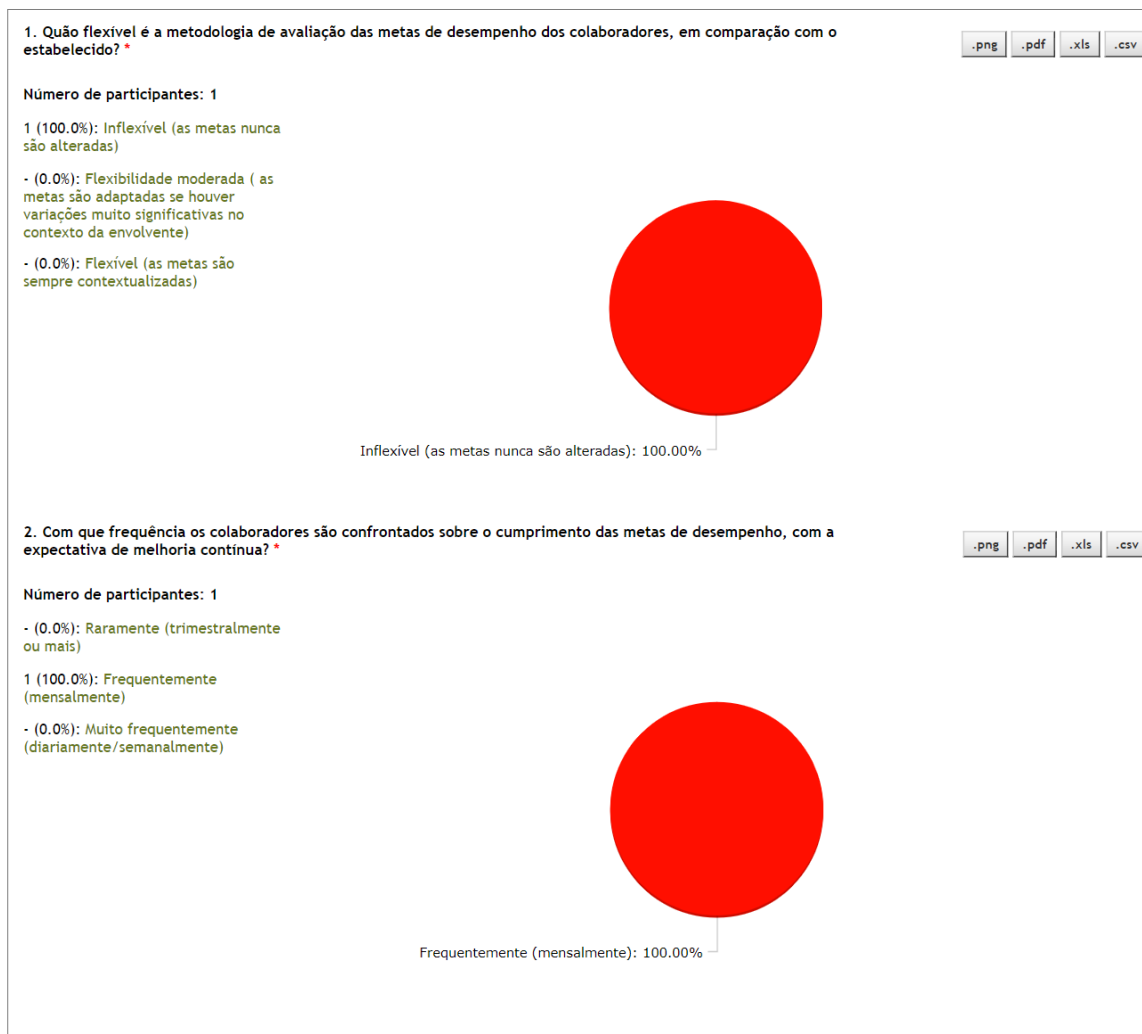 1. Quão flexível é a metodologia de avaliação das metas de desempenho dos colaboradores, em comparação com o
estabelecido? *
.png .pdf .xls .csv
Número de participantes: 1
1 (100.0%): Inflexível (as metas nunca
são alteradas)
- (0.0%): Flexibilidade moderada ( as
metas são adaptadas se houver
variações muito significativas no
contexto da envolvente)
- (0.0%): Flexível (as metas são
sempre contextualizadas)
Inflexível (as metas nunca são alteradas): 100.00%
2. Com que frequência os colaboradores são confrontados sobre o cumprimento das metas de desempenho, com a
expectativa de melhoria contínua? *
.png .pdf .xls .csv
Número de participantes: 1
- (0.0%): Raramente (trimestralmente
ou mais)
1 (100.0%): Frequentemente
(mensalmente)
- (0.0%): Muito frequentemente
(diariamente/semanalmente)
Frequentemente (mensalmente): 100.00%